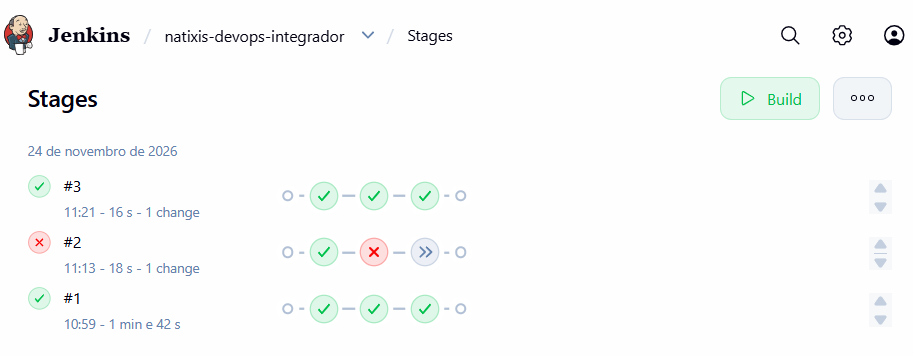 Jenkins / natixis-devops-integrador / Stages
Stages
Build
24 de novembro de 2026
#3
11:21 - 16 s - 1 change
#2
11:13 - 18 s - 1 change
#1
10:59 - 1 min e 42 s